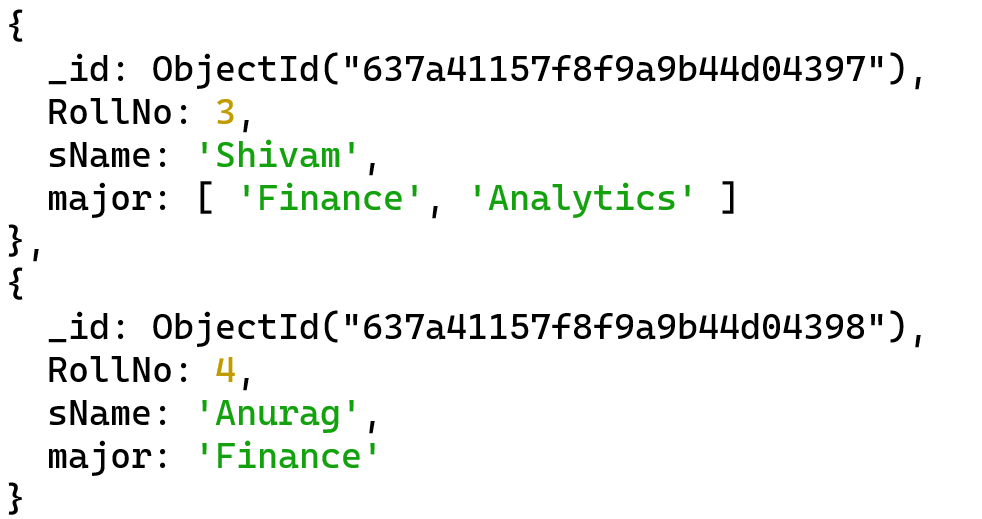 {
  _id: ObjectId("637a41157f8f9a9b44d04397"),
  RollNo: 3,
  sName: 'Shivam',
  major: [ 'Finance', 'Analytics' ]
},
{
  _id: ObjectId("637a41157f8f9a9b44d04398"),
  RollNo: 4,
  sName: 'Anurag',
  major: 'Finance'
}